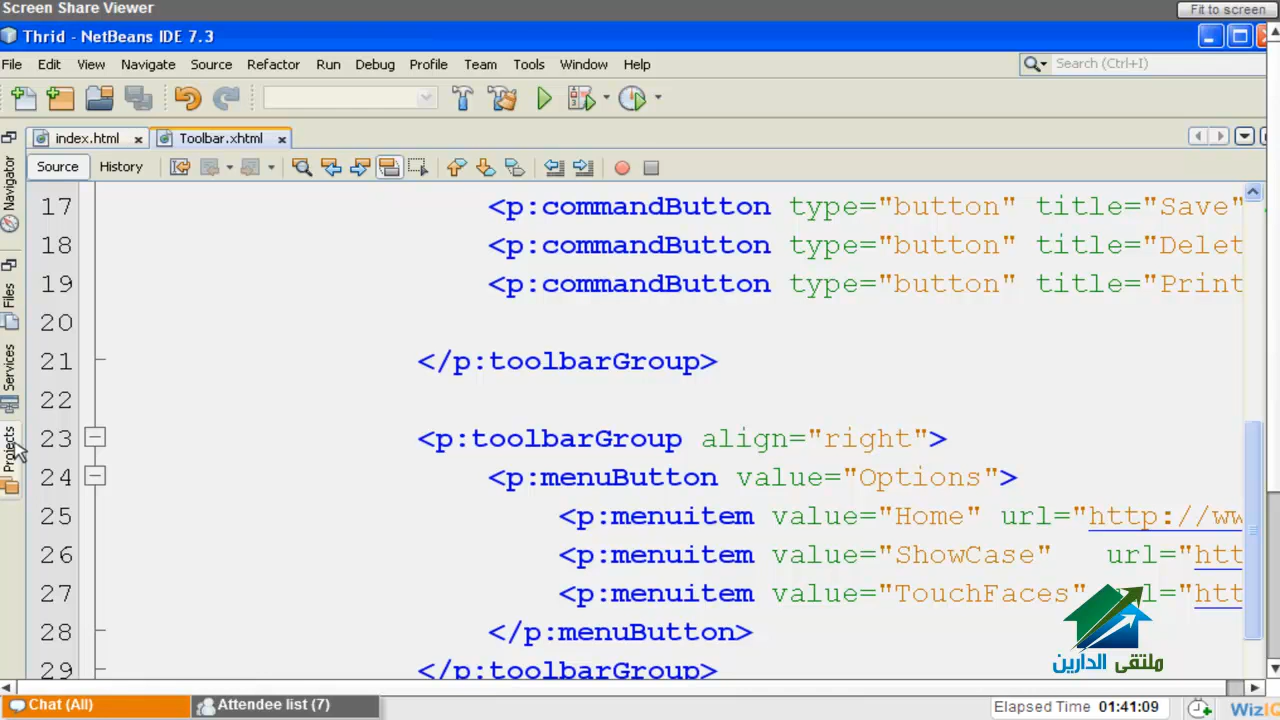 Screen Share Viewer
Fit to screen
Thrid - NetBeans IDE 7.3
File Edit View Navigate Source Refactor Run Debug Profile Team Tools Window Help
Search (Ctrl+I)
index.html
Toolbar.xhtml
Source History
Navigator
Files
Services
Projects
17 <p:commandButton type="button" title="Save"
18 <p:commandButton type="button" title="Delet
19 <p:commandButton type="button" title="Print
20
21 </p:toolbarGroup>
22
23 <p:toolbarGroup align="right">
24 <p:menuButton value="Options">
25 <p:menuitem value="Home" url="http://ww
26 <p:menuitem value="ShowCase" url="htt
27 <p:menuitem value="TouchFaces" url="htt
28 </p:menuButton>
29 </p:toolbarGroup>
ملتقى الدارين
Chat (All)
Attendee list (7)
Elapsed Time 01:41:09
WizIQ